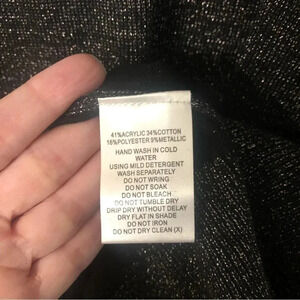 41%ACRYLIC 34%COTTON
16%POLYESTER 9%METALLIC
HAND WASH IN COLD
WATER
USING MILD DETERGENT
WASH SEPARATELY
DO NOT WRING
DO NOT SOAK
DO NOT BLEACH
DO NOT TUMBLE DRY
DRIP DRY WITHOUT DELAY
DRY FLAT IN SHADE
DO NOT IRON
DO NOT DRY CLEAN (X)